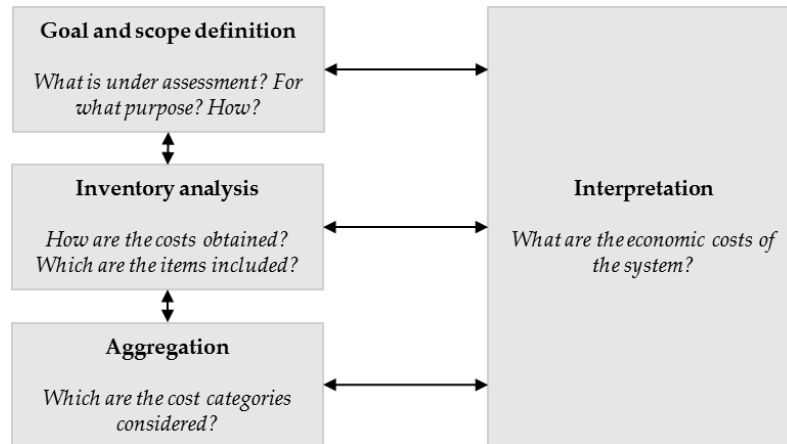 Goal and scope definition
What is under assessment? For
what purpose? How?
Inventory analysis
How are the costs obtained?
Which are the items included?
Aggregation
Which are the cost categories
considered?
Interpretation
What are the economic costs of
the system?